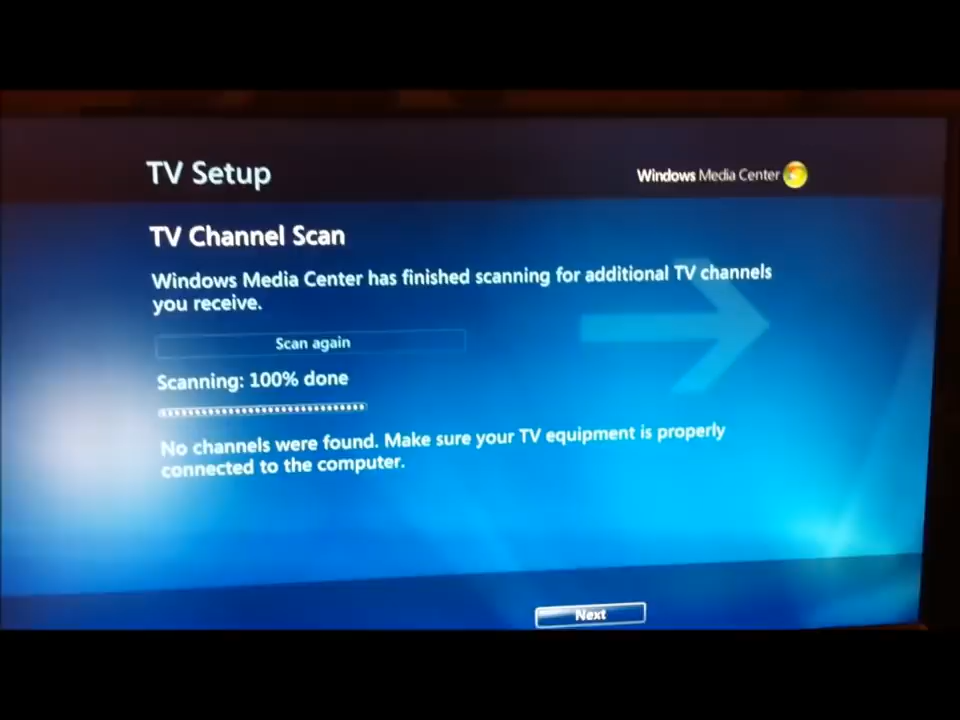 TV Setup
Windows Media Center
TV Channel Scan
Windows Media Center has finished scanning for additional TV channels
you receive.
Scan again
Scanning: 100% done
No channels were found. Make sure your TV equipment is properly
connected to the computer.
Next